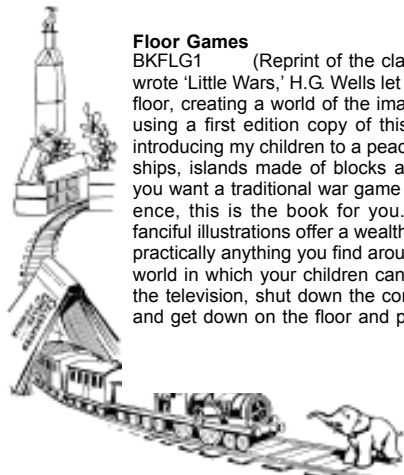 Floor Games
BKFLG1 (Reprint of the cla
wrote ‘Little Wars,’ H.G. Wells let
floor, creating a world of the ima
using a first edition copy of this
introducing my children to a peac
ships, islands made of blocks a
you want a traditional war game
ence, this is the book for you.
fanciful illustrations offer a wealth
practically anything you find arou
world in which your children can
the television, shut down the con
and get down on the floor and p